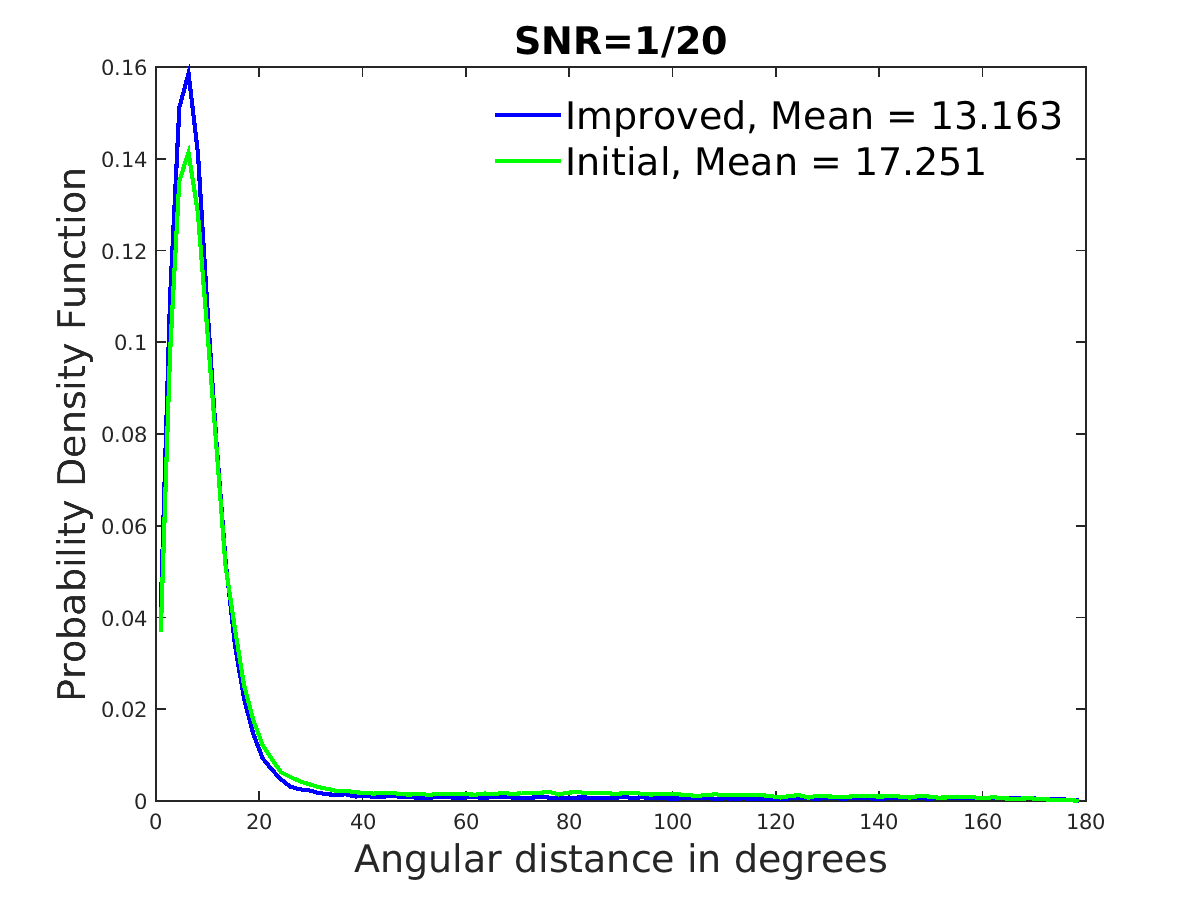 SNR=1/20
Improved, Mean = 13.163
Initial, Mean = 17.251
Probability Density Function
0.16
0.14
0.12
0.1
0.08
0.06
0.04
0.02
0
0 20 40 60 80 100 120 140 160 180
Angular distance in degrees